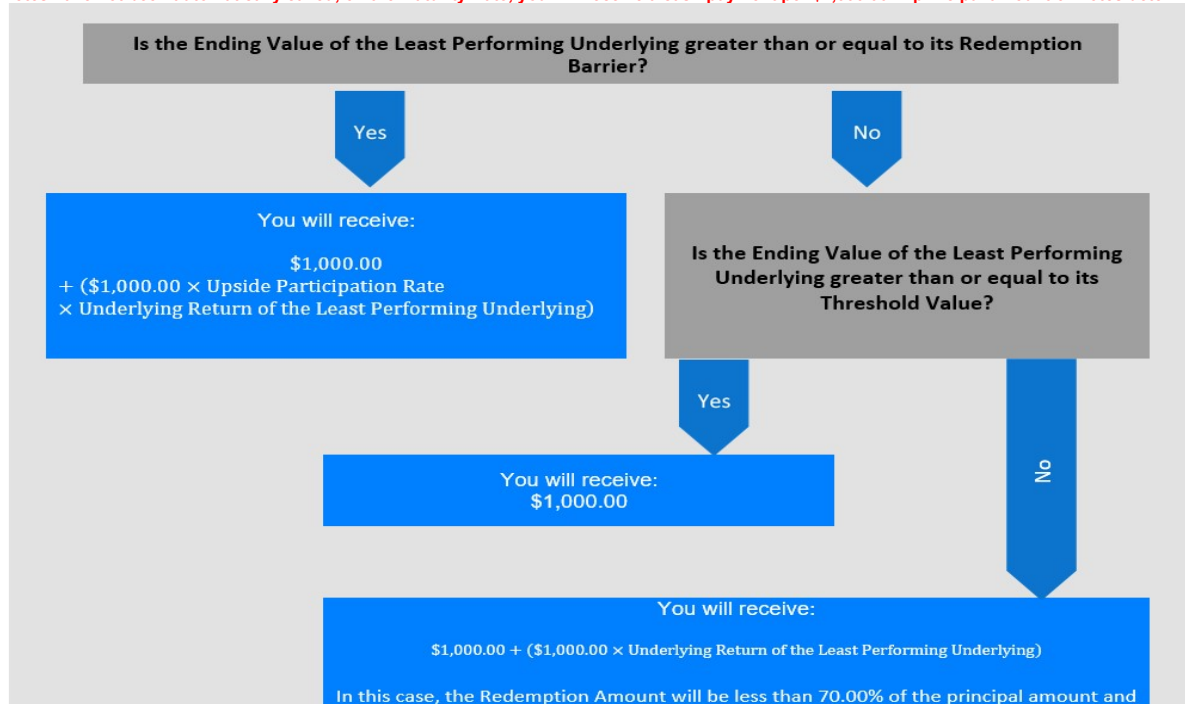 Is the Ending Value of the Least Performing Underlying greater than or equal to its Redemption
Barrier?
Yes
No
You will receive:
$1,000.00
+ ($1,000.00 × Upside Participation Rate
× Underlying Return of the Least Performing Underlying)
Is the Ending Value of the Least Performing
Underlying greater than or equal to its
Threshold Value?
Yes
No
You will receive:
$1,000.00
You will receive:
$1,000.00 + ($1,000.00 × Underlying Return of the Least Performing Underlying)
In this case, the Redemption Amount will be less than 70.00% of the principal amount and